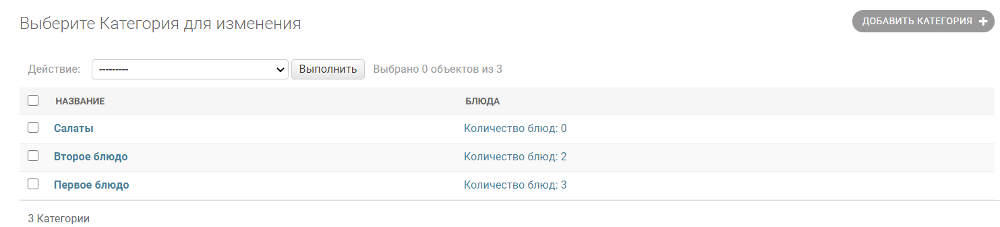 Выберите Категория для изменения
ДОБАВИТЬ КАТЕГОРИЯ
Действие: --------- Выполнить Выбрано 0 объектов из 3
НАЗВАНИЕ БЛЮДА
Салаты Количество блюд: 0
Второе блюдо Количество блюд: 2
Первое блюдо Количество блюд: 3
3 Категории